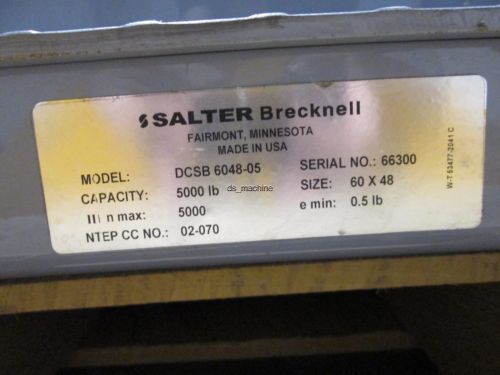 SALTER Brecknell
FAIRMONT, MINNESOTA
MADE IN USA
MODEL: DCSB 6048-05 SERIAL NO.: 66300
CAPACITY: 5000 lb SIZE: 60 X 48
III n max: 5000 e min: 0.5 lb
NTEP CC NO.: 02-070
W-T 63477-2041 C
ds_machine